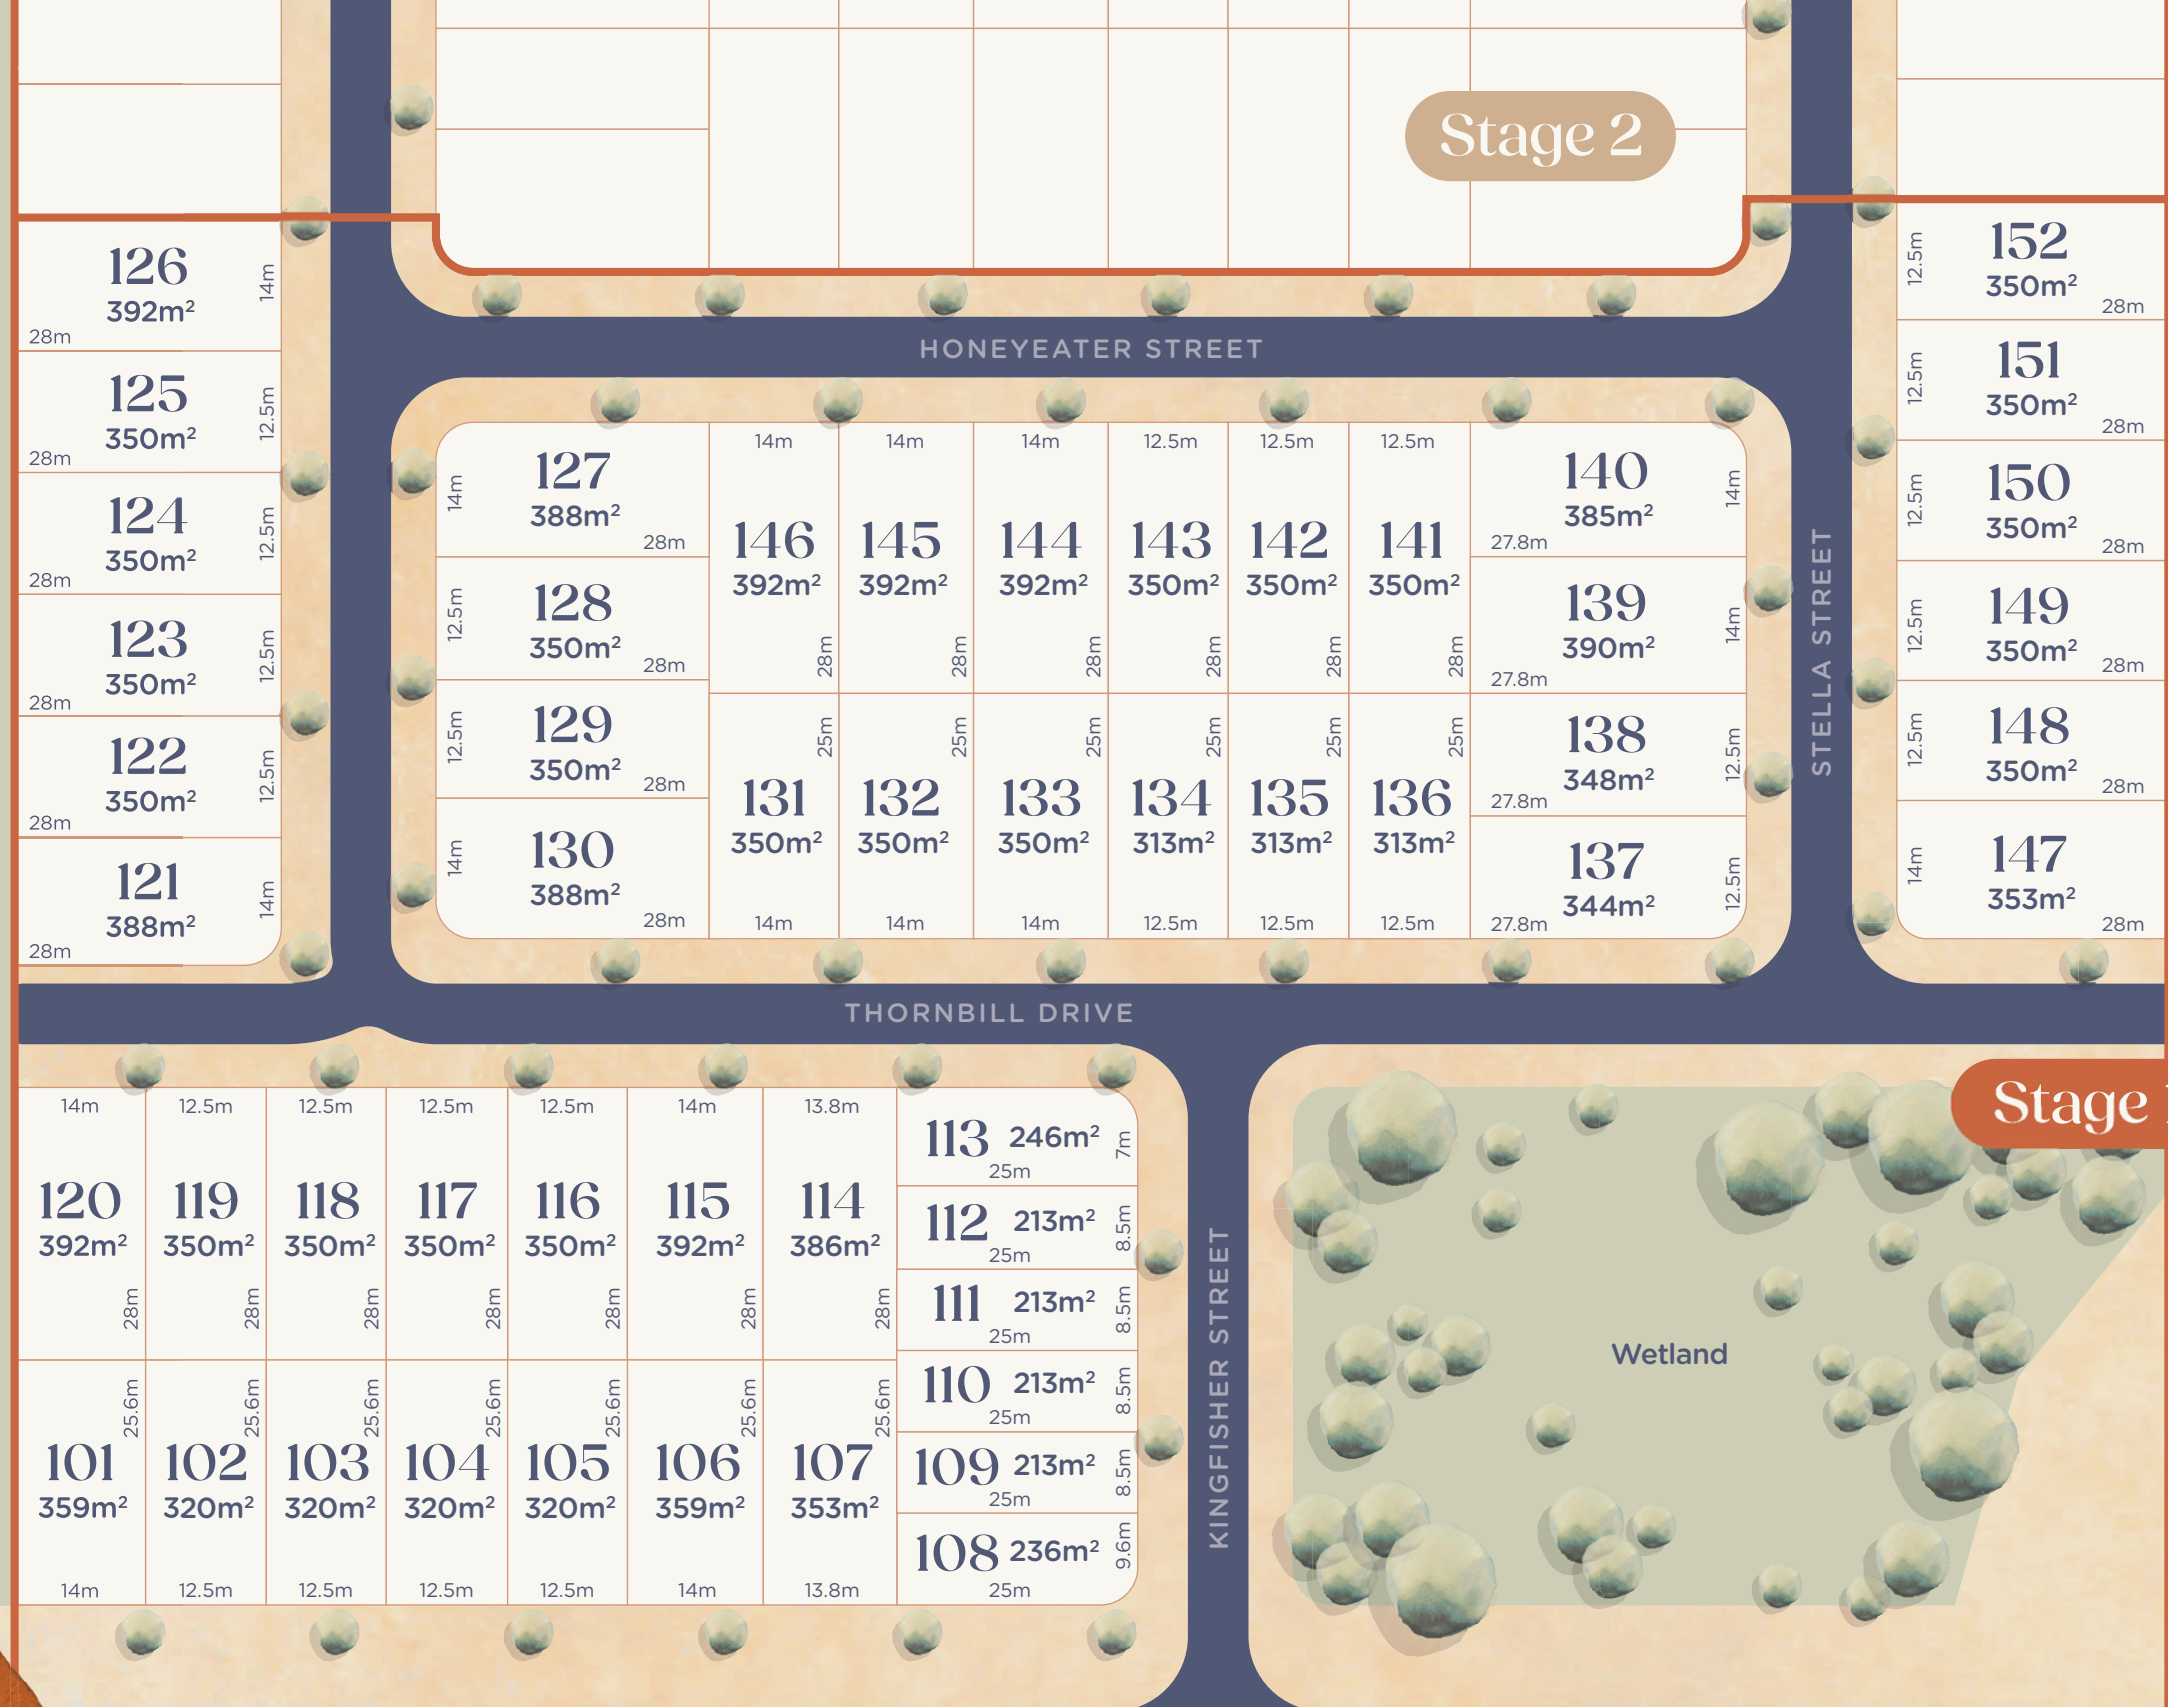 Stage 2
126
392m²
14m
28m
125
350m²
12.5m
28m
124
350m²
12.5m
28m
123
350m²
12.5m
28m
122
350m²
12.5m
28m
121
388m²
14m
28m
HONEYEATER STREET
152
350m²
12.5m
28m
151
350m²
12.5m
28m
150
350m²
12.5m
28m
149
350m²
12.5m
28m
148
350m²
12.5m
28m
147
353m²
14m
28m
127
388m²
14m
28m
128
350m²
12.5m
28m
129
350m²
12.5m
28m
130
388m²
14m
28m
14m
146
392m²
28m
14m
145
392m²
28m
14m
144
392m²
28m
12.5m
143
350m²
28m
12.5m
142
350m²
28m
12.5m
141
350m²
28m
140
385m²
14m
27.8m
139
390m²
14m
27.8m
138
348m²
12.5m
27.8m
137
344m²
12.5m
27.8m
25m
131
350m²
14m
25m
132
350m²
14m
25m
133
350m²
14m
25m
134
313m²
12.5m
25m
135
313m²
12.5m
25m
136
313m²
12.5m
STELLA STREET
THORNBILL DRIVE
14m
120
392m²
28m
12.5m
119
350m²
28m
12.5m
118
350m²
28m
12.5m
117
350m²
28m
12.5m
116
350m²
28m
14m
115
392m²
28m
13.8m
114
386m²
28m
113 246m²
25m
7m
112 213m²
25m
8.5m
111 213m²
25m
8.5m
110 213m²
25m
8.5m
109 213m²
25m
8.5m
108 236m²
25m
9.6m
25.6m
101
359m²
14m
25.6m
102
320m²
12.5m
25.6m
103
320m²
12.5m
25.6m
104
320m²
12.5m
25.6m
105
320m²
12.5m
25.6m
106
359m²
14m
25.6m
107
353m²
13.8m
KINGFISHER STREET
Stage
Wetland